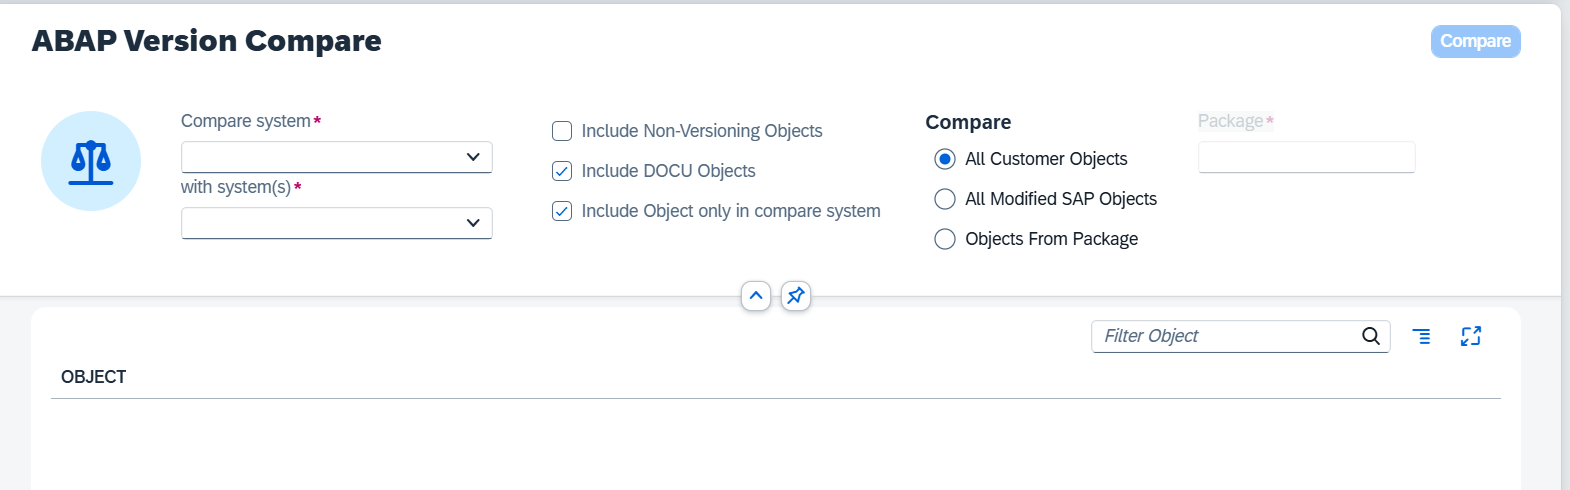 ABAP Version Compare
Compare
Compare system *
with system(s) *
Include Non-Versioning Objects
Include DOCU Objects
Include Object only in compare system
Compare
All Customer Objects
All Modified SAP Objects
Objects From Package
Package *
Filter Object
OBJECT